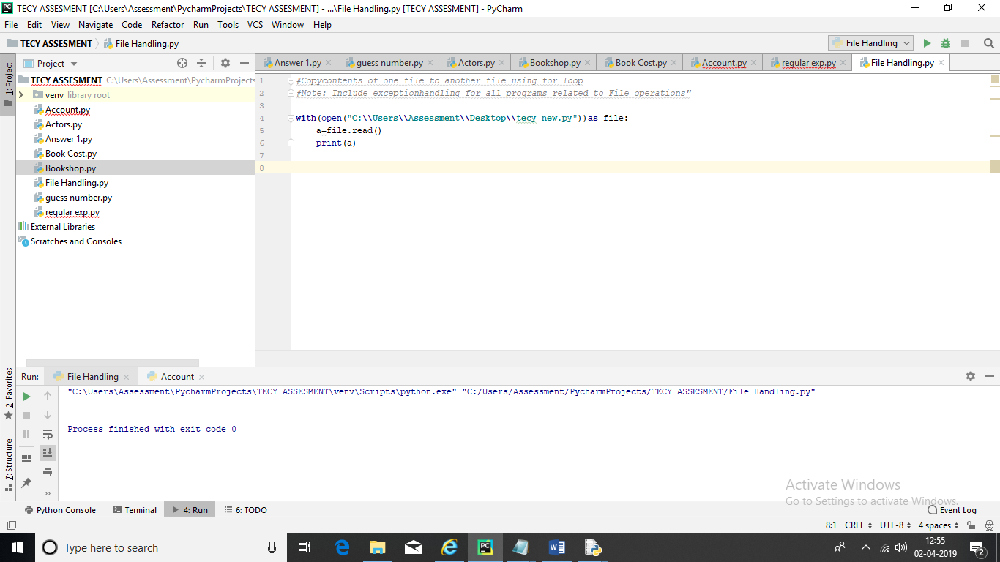 TECY ASSESMENT [C:\Users\Assessment\PycharmProjects\TECY ASSESMENT] - ...\File Handling.py [TECY ASSESMENT] - PyCharm
File Edit View Navigate Code Refactor Run Tools VCS Window Help
TECY ASSESMENT File Handling.py File Handling
1: Project
Project
Answer 1.py guess number.py Actors.py Bookshop.py Book Cost.py Account.py regular exp.py File Handling.py
TECY ASSESMENT C:\Users\Assessment\PycharmProjects
venv library root
Account.py
Actors.py
Answer 1.py
Book Cost.py
Bookshop.py
File Handling.py
guess number.py
regular exp.py
External Libraries
Scratches and Consoles
1 #Copycontents of one file to another file using for loop
2 #Note: Include exceptionhandling for all programs related to File operations"
3
4 with(open("C:\\Users\\Assessment\\Desktop\\tecy new.py"))as file:
5 a=file.read()
6 print(a)
7
8
2: Favorites
7: Structure
Run: File Handling Account
"C:\Users\Assessment\PycharmProjects\TECY ASSESMENT\venv\Scripts\python.exe" "C:/Users/Assessment/PycharmProjects/TECY ASSESMENT/File Handling.py"
Process finished with exit code 0
Activate Windows
Go to Settings to activate Windows.
Python Console Terminal 4: Run 6: TODO Event Log
8:1 CRLF UTF-8 4 spaces
Type here to search
12:55
02-04-2019
2